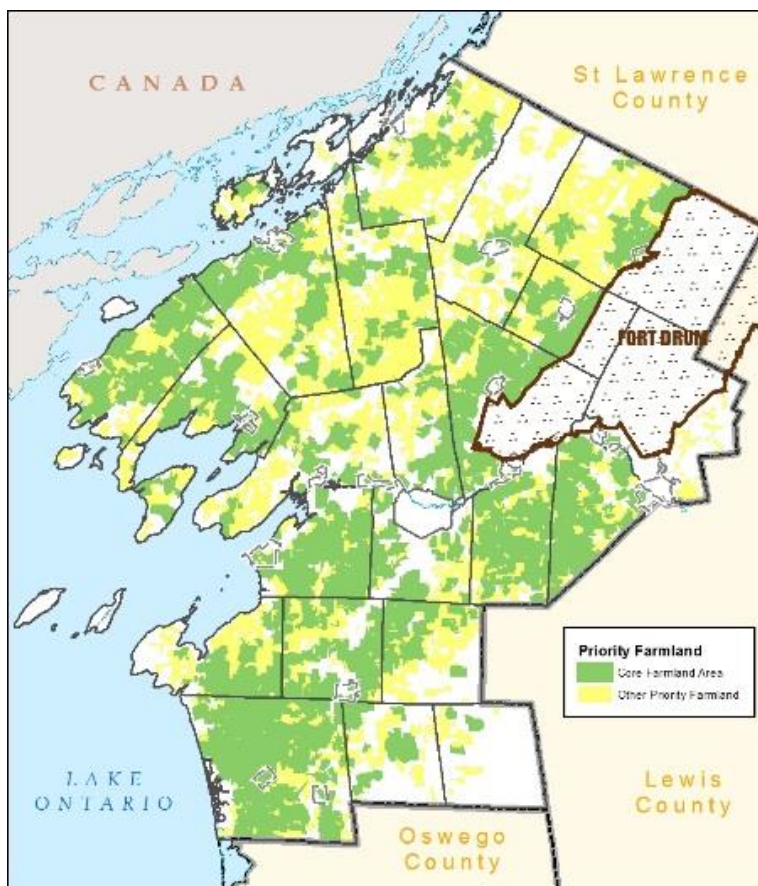 CANADA
St Lawrence
County
FORT DRUM
Priority Farmland
Core Farmland Area
Other Priority Farmland
LAKE
ONTARIO
Lewis
County
Oswego
County